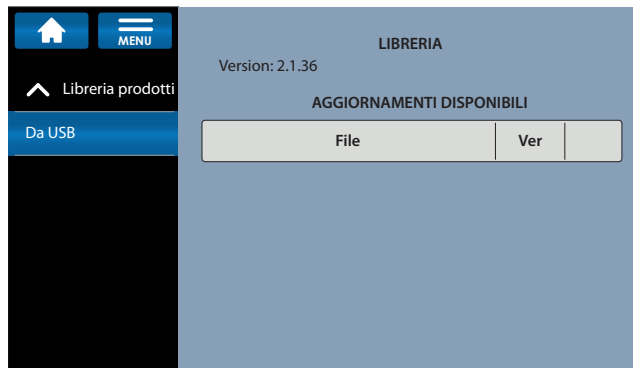 MENU
Libreria prodotti
Da USB
LIBRERIA
Version: 2.1.36
AGGIORNAMENTI DISPONIBILI
File Ver